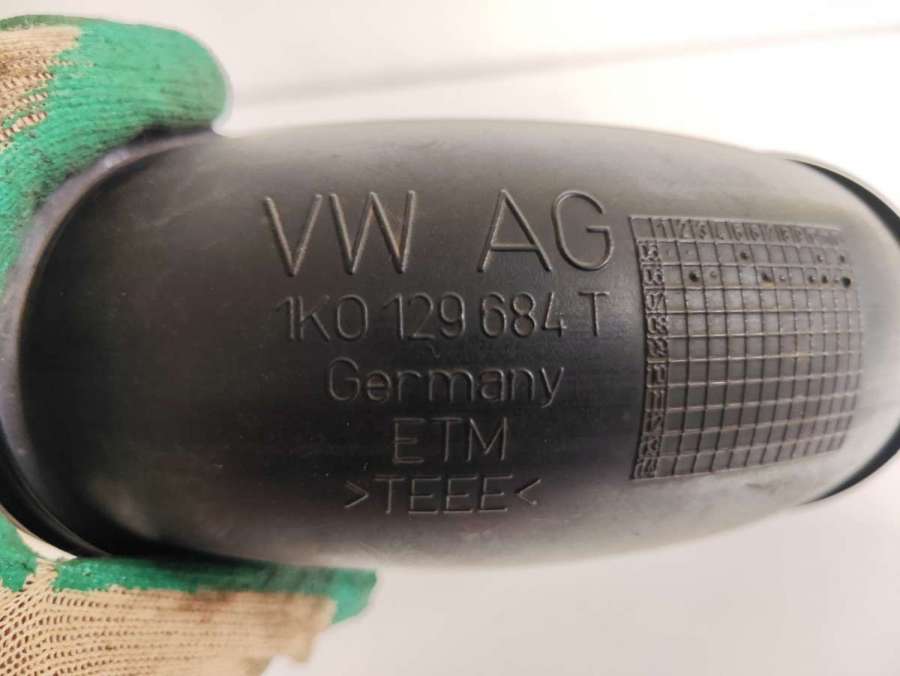 VW AG
1K0 129 684 T
Germany
ETM
>TEEE<